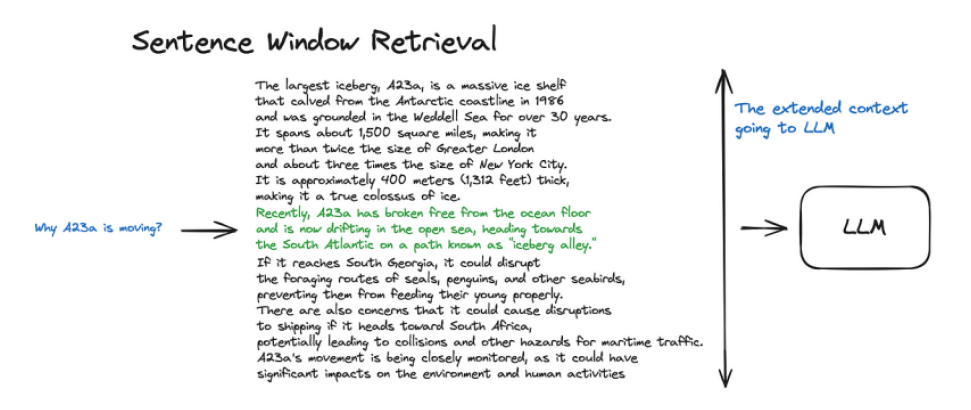 Sentence Window Retrieval
The largest iceberg, A23a, is a massive ice shelf
that calved from the Antarctic coastline in 1986
and was grounded in the Weddell Sea for over 30 years.
It spans about 1,500 square miles, making it
more than twice the size of Greater London
and about three times the size of New York City.
It is approximately 400 meters (1,312 feet) thick,
making it a true colossus of ice.
Why A23a is moving?
Recently, A23a has broken free from the ocean floor
and is now drifting in the open sea, heading towards
the South Atlantic on a path known as "iceberg alley."
If it reaches South Georgia, it could disrupt
the foraging routes of seals, penguins, and other seabirds,
preventing them from feeding their young properly.
There are also concerns that it could cause disruptions
to shipping if it heads toward South Africa,
potentially leading to collisions and other hazards for maritime traffic.
A23a's movement is being closely monitored, as it could have
significant impacts on the environment and human activities
The extended context
going to LLM
LLM